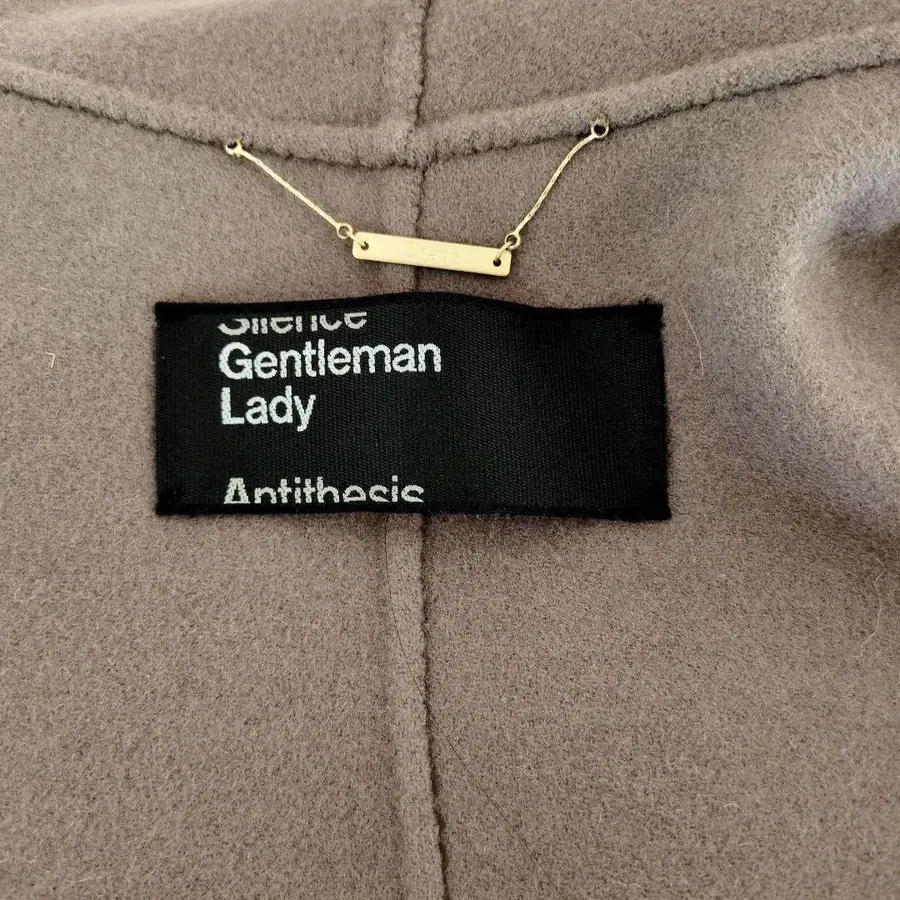 Silence
Gentleman
Lady
Antithesis